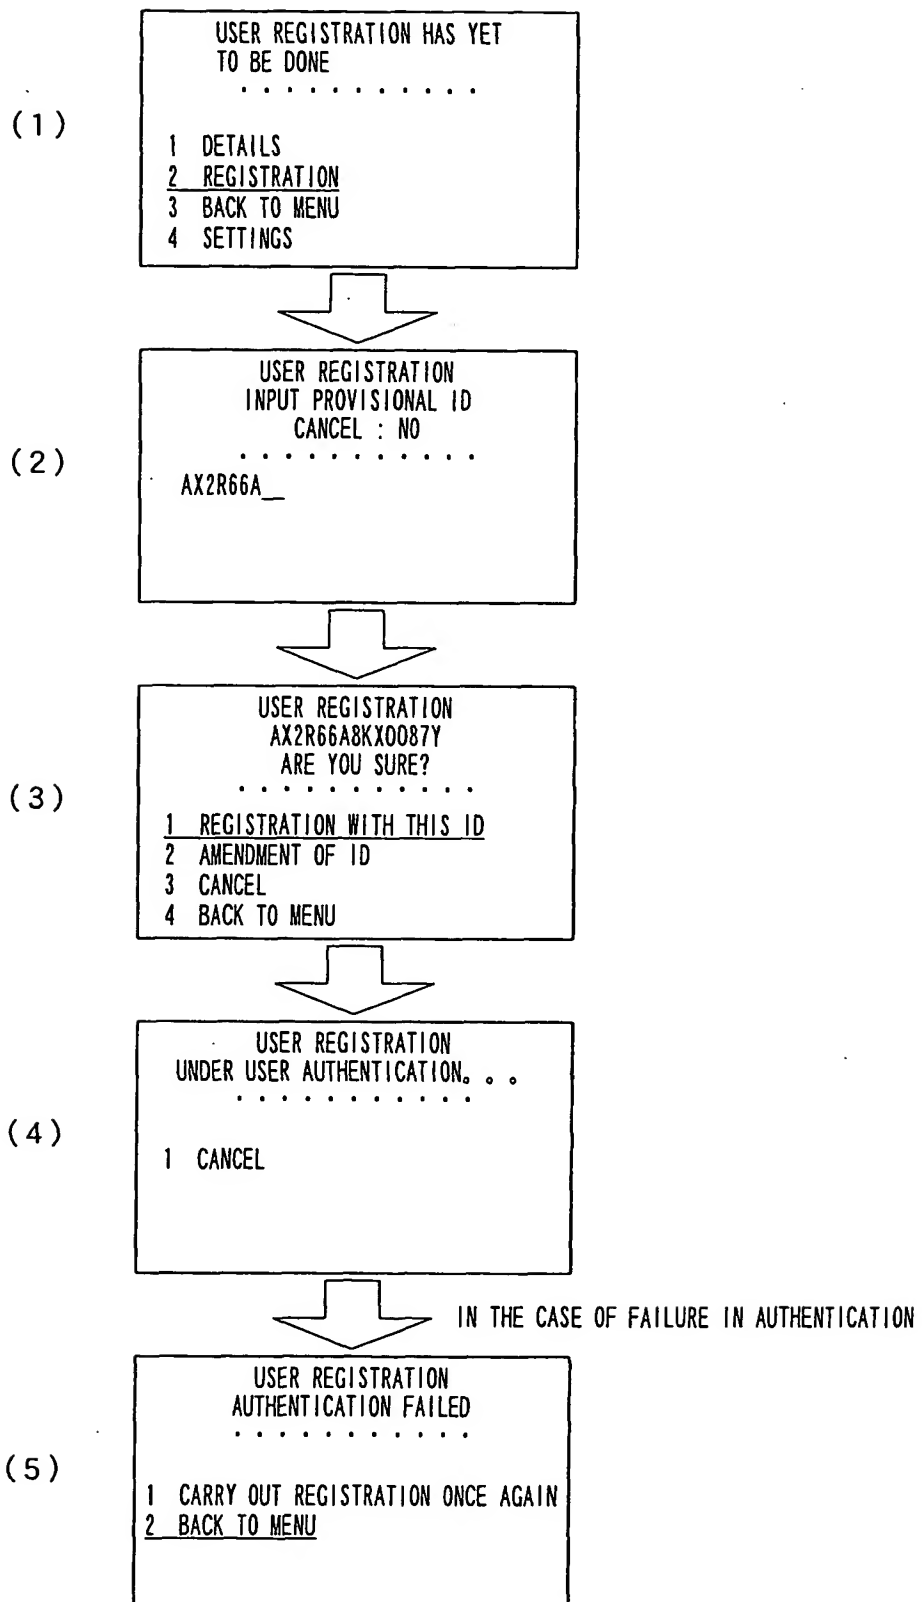 (1)
USER REGISTRATION HAS YET
TO BE DONE
1 DETAILS
2 REGISTRATION
3 BACK TO MENU
4 SETTINGS
(2)
USER REGISTRATION
INPUT PROVISIONAL ID
CANCEL : NO
AX2R66A_
(3)
USER REGISTRATION
AX2R66A8KX0087Y
ARE YOU SURE?
1 REGISTRATION WITH THIS ID
2 AMENDMENT OF ID
3 CANCEL
4 BACK TO MENU
(4)
USER REGISTRATION
UNDER USER AUTHENTICATION。。。
1 CANCEL
IN THE CASE OF FAILURE IN AUTHENTICATION
(5)
USER REGISTRATION
AUTHENTICATION FAILED
1 CARRY OUT REGISTRATION ONCE AGAIN
2 BACK TO MENU